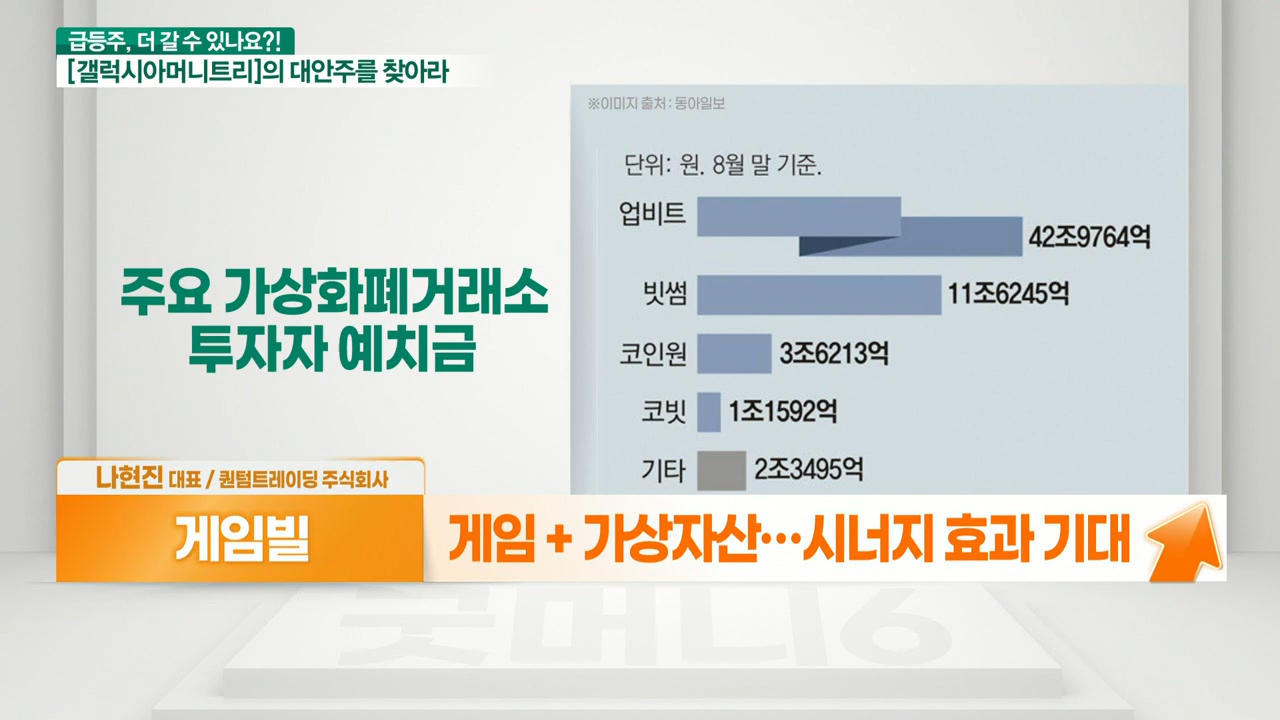 급등주, 더 갈 수 있나요?!
[갤럭시아머니트리]의 대안주를 찾아라
※이미지 출처 : 동아일보
단위: 원. 8월 말 기준.
업비트 42조9764억
빗썸 11조6245억
코인원 3조6213억
코빗 1조1592억
기타 2조3495억
주요 가상화폐거래소
투자자 예치금
나현진 대표 / 퀀텀트레이딩 주식회사
게임빌
게임 + 가상자산…시너지 효과 기대
굿머니6